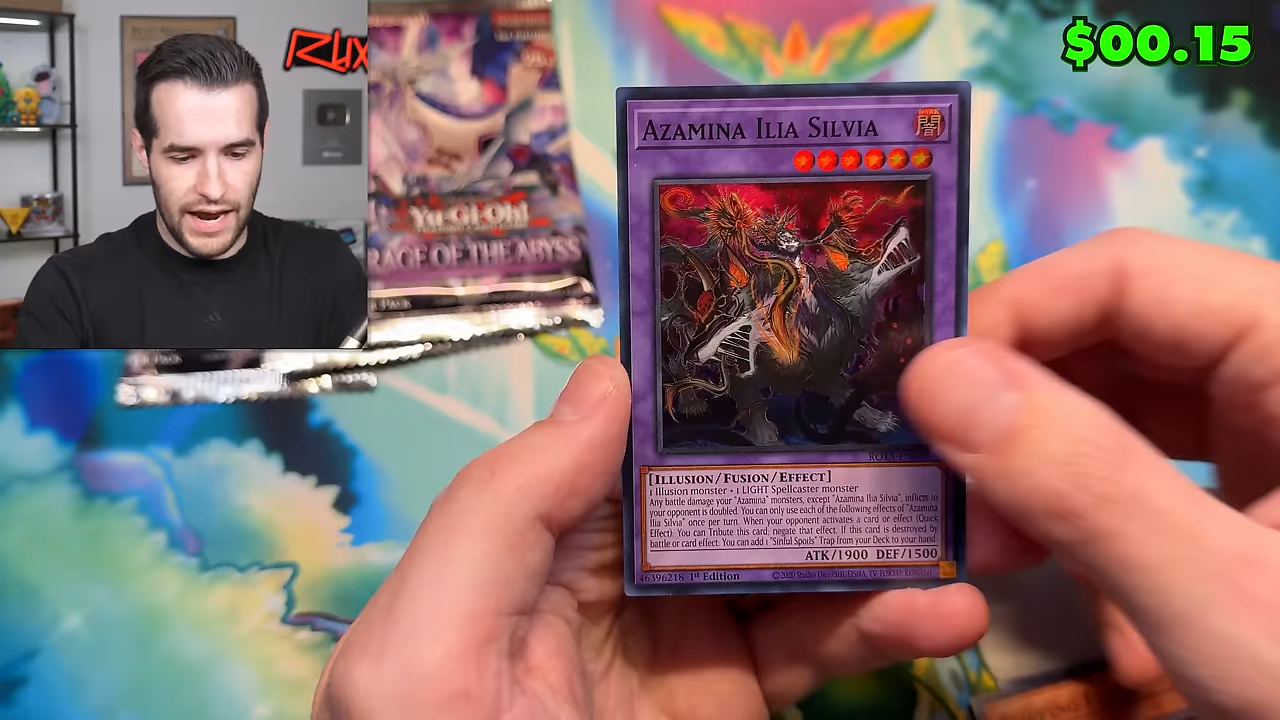 $00.15
Yu-Gi-Oh!
RAGE OF THE ABYSS
AZAMINA ILIA SILVIA
DARK
闇
[ILLUSION/FUSION/EFFECT]
1 Illusion monster + 1 LIGHT Spellcaster monster
Any battle damage your "Azamina" monsters, except "Azamina Ilia Silvia", inflicts to
your opponent is doubled. You can only use each of the following effects of "Azamina
Ilia Silvia" once per turn. When your opponent activates a card or effect (Quick
Effect): You can Tribute this card; negate that effect. If this card is destroyed by
battle or card effect: You can add 1 "Sinful Spoils" Trap from your Deck to your hand.
ATK/1900 DEF/1500
46396218 1st Edition ©2020 Studio Dice/SHUEISHA, TV TOKYO, KONAMI